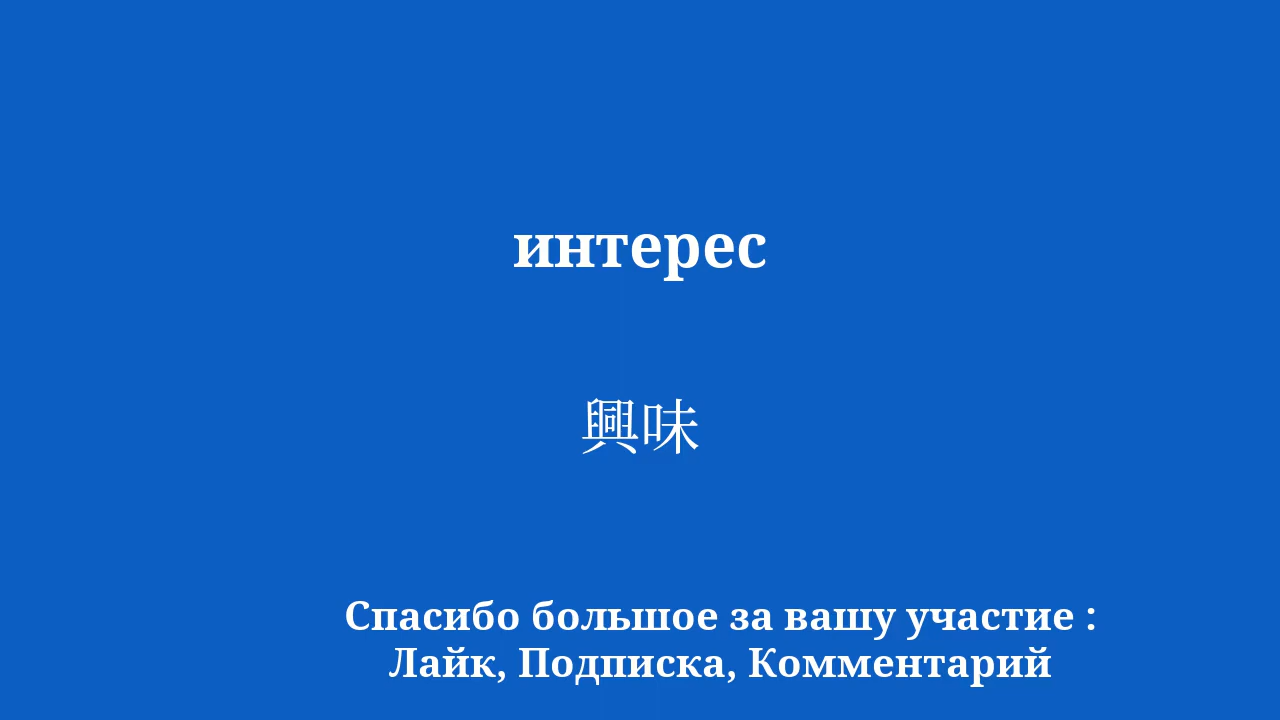 интерес
興味
Спасибо большое за вашу участие :
Лайк, Подписка, Комментарий